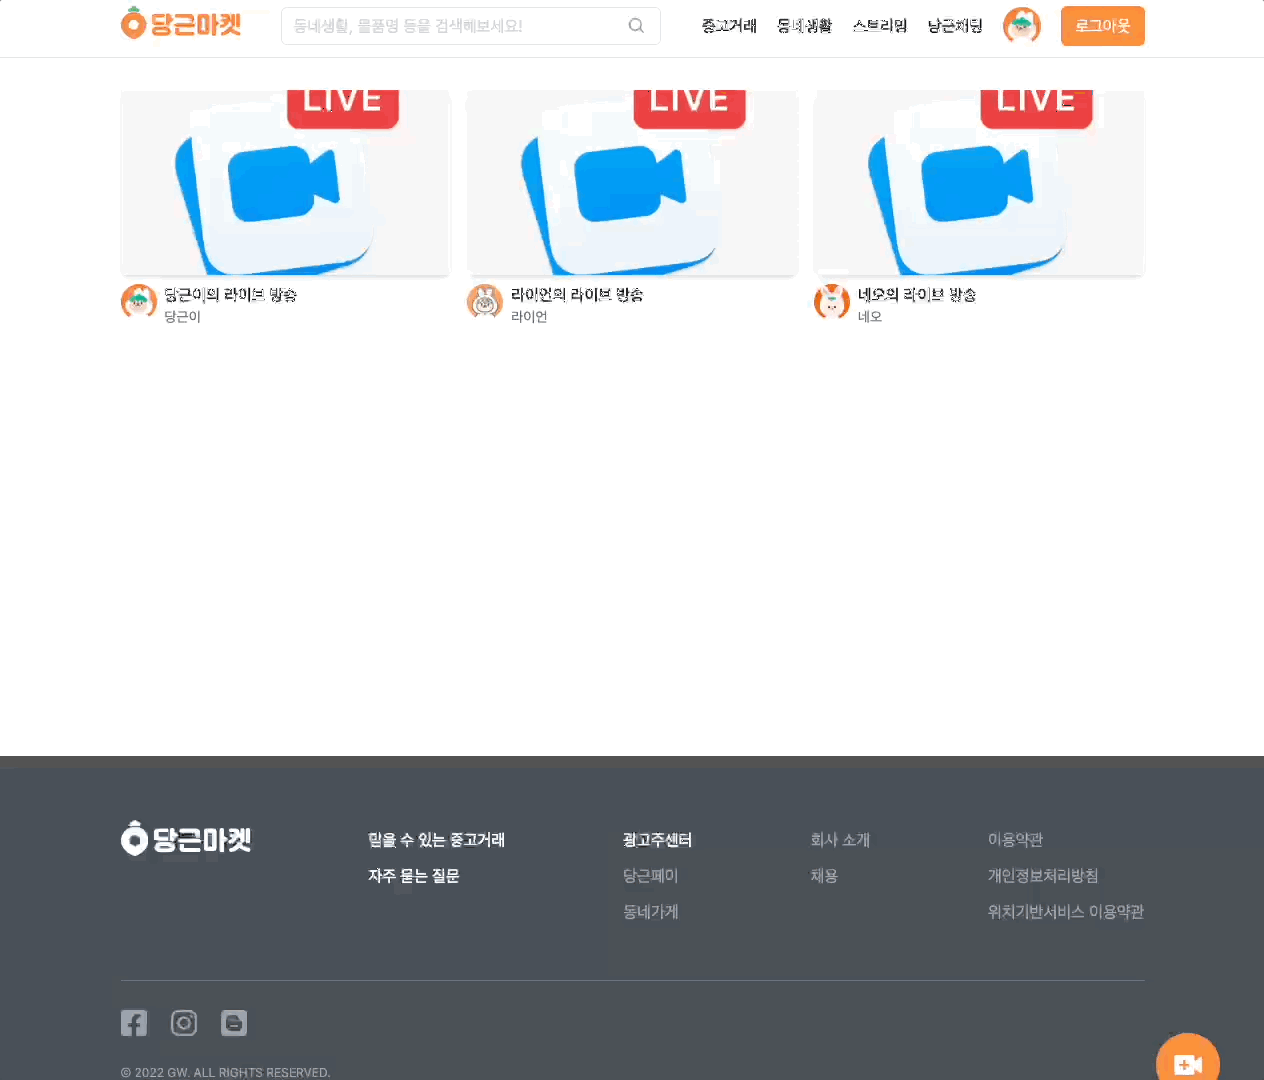 당근마켓
동네생활, 물품명 등을 검색해보세요!
중고거래
동네생활
스트리밍
당근채팅
로그아웃
LIVE
LIVE
LIVE
당근이의 라이브 방송
당근이
라이언의 라이브 방송
라이언
네오의 라이브 방송
네오
당근마켓
믿을 수 있는 중고거래
자주 묻는 질문
광고주센터
당근페이
동네가게
회사 소개
채용
이용약관
개인정보처리방침
위치기반서비스 이용약관
© 2022 GW. ALL RIGHTS RESERVED.